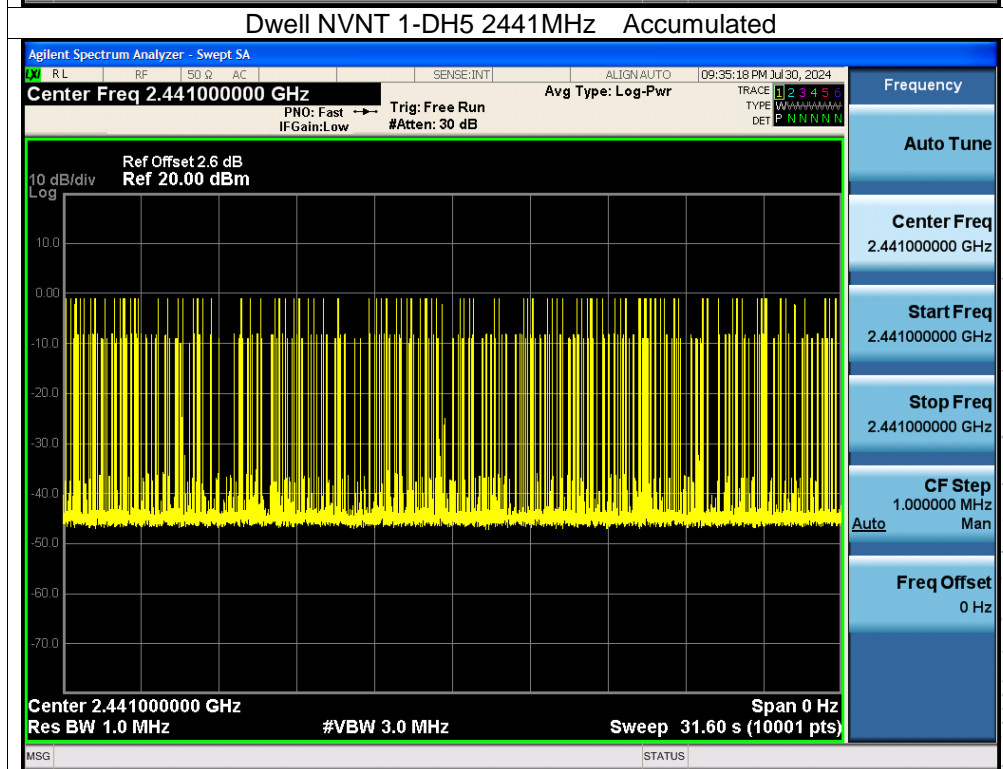 Dwell NVNT 1-DH5 2441MHz Accumulated
Agilent Spectrum Analyzer - Swept SA
LXI RL RF 50 Ω AC SENSE:INT ALIGN AUTO 09:35:18 PM Jul 30, 2024
Center Freq 2.441000000 GHz
PNO: Fast
IFGain:Low
Trig: Free Run
#Atten: 30 dB
Avg Type: Log-Pwr
TRACE 1 2 3 4 5 6
TYPE
DET P N N N N N
Ref Offset 2.6 dB
10 dB/div Ref 20.00 dBm
Log
10.0
0.00
-10.0
-20.0
-30.0
-40.0
-50.0
-60.0
-70.0
Center 2.441000000 GHz Span 0 Hz
Res BW 1.0 MHz #VBW 3.0 MHz Sweep 31.60 s (10001 pts)
MSG STATUS
Frequency
Auto Tune
Center Freq
2.441000000 GHz
Start Freq
2.441000000 GHz
Stop Freq
2.441000000 GHz
CF Step
1.000000 MHz
Auto Man
Freq Offset
0 Hz